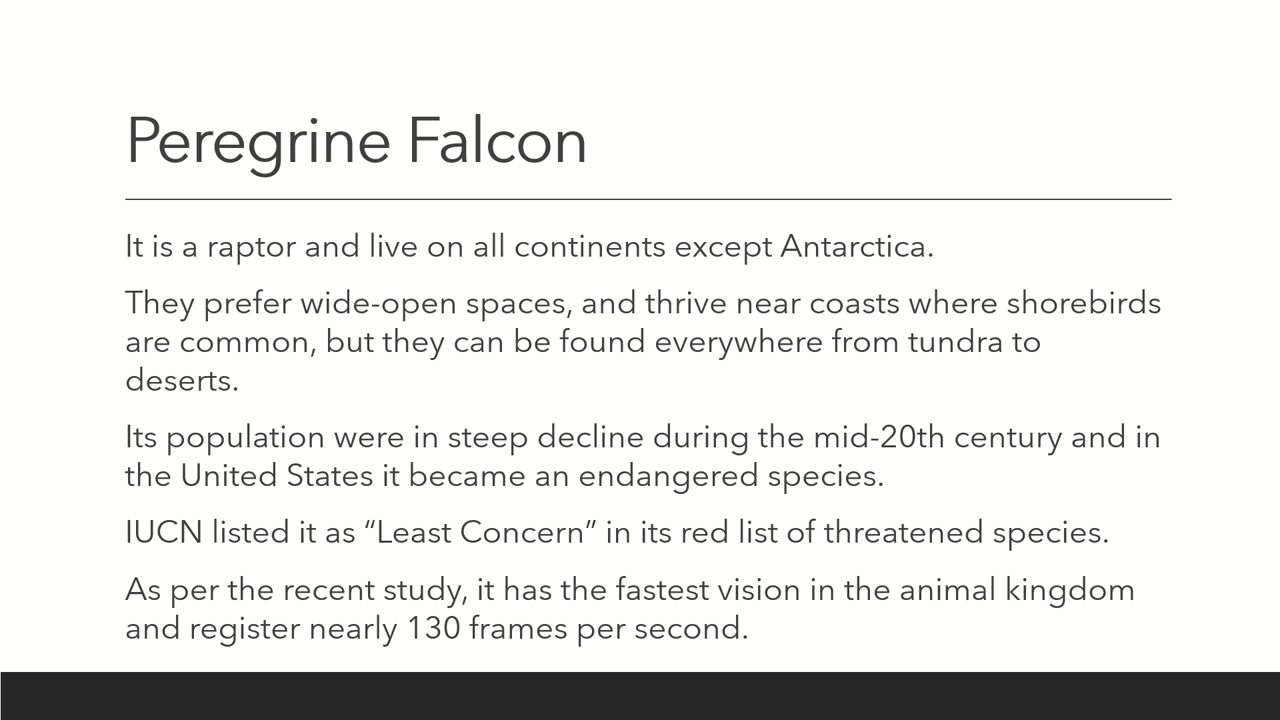 Peregrine Falcon
It is a raptor and live on all continents except Antarctica.
They prefer wide-open spaces, and thrive near coasts where shorebirds
are common, but they can be found everywhere from tundra to
deserts.
Its population were in steep decline during the mid-20th century and in
the United States it became an endangered species.
IUCN listed it as “Least Concern” in its red list of threatened species.
As per the recent study, it has the fastest vision in the animal kingdom
and register nearly 130 frames per second.